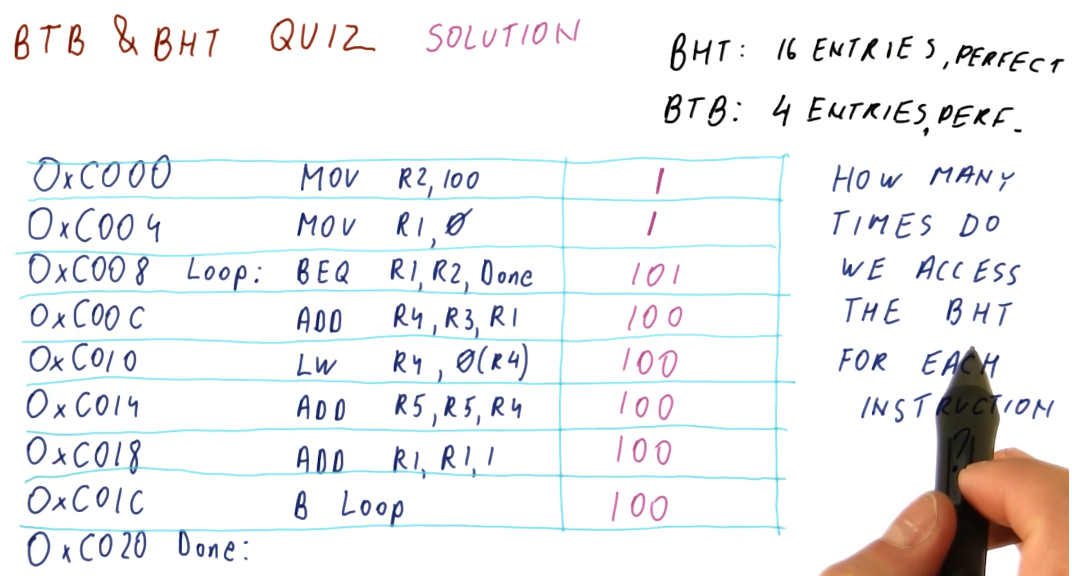 BTB & BHT QUIZ SOLUTION
BHT: 16 ENTRIES, PERFECT
BTB: 4 ENTRIES, PERF.
0xC000 MOV R2, 100 1
0xC004 MOV R1, 0 1
0xC008 Loop: BEQ R1, R2, Done 101
0xC00C ADD R4, R3, R1 100
0xC010 LW R4, 0(R4) 100
0xC014 ADD R5, R5, R4 100
0xC018 ADD R1, R1, 1 100
0xC01C B Loop 100
0xC020 Done:
HOW MANY
TIMES DO
WE ACCESS
THE BHT
FOR EACH
INSTRUCTION
?